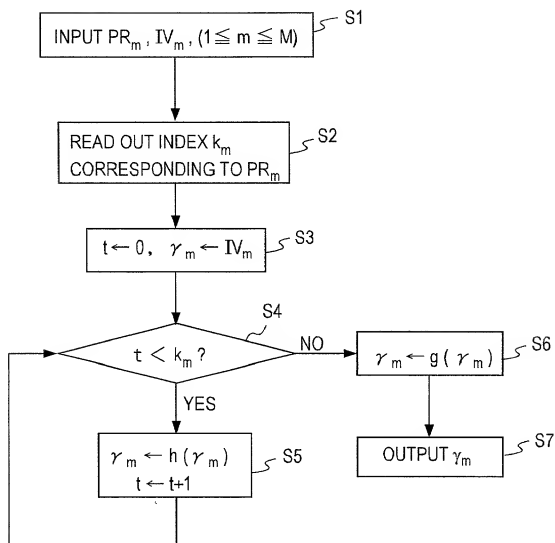 S1
INPUT PRₘ, IVₘ, (1 ≦ m ≦ M)
S2
READ OUT INDEX kₘ
CORRESPONDING TO PRₘ
S3
t ← 0, γₘ ← IVₘ
S4
t < kₘ?
NO
S6
γₘ ← g(γₘ)
YES
S5
γₘ ← h(γₘ)
t ← t+1
S7
OUTPUT γₘ